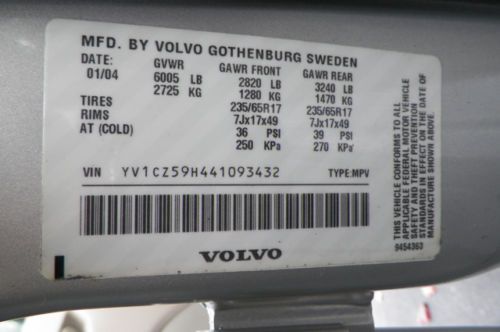 MFD. BY VOLVO GOTHENBURG SWEDEN
DATE: GVWR GAWR FRONT GAWR REAR
01/04 6005 LB 2820 LB 3240 LB
2725 KG 1280 KG 1470 KG
TIRES 235/65R17 235/65R17
RIMS 7Jx17x49 7Jx17x49
AT (COLD) 36 PSI 39 PSI
250 KPa 270 KPa
VIN YV1CZ59H441093432 TYPE:MPV
VOLVO
THIS VEHICLE CONFORMS TO ALL
APPLICABLE FEDERAL MOTOR VEHICLE
SAFETY AND THEFT PREVENTION
STANDARDS IN EFFECT ON THE DATE OF
MANUFACTURE SHOWN ABOVE.
9454363